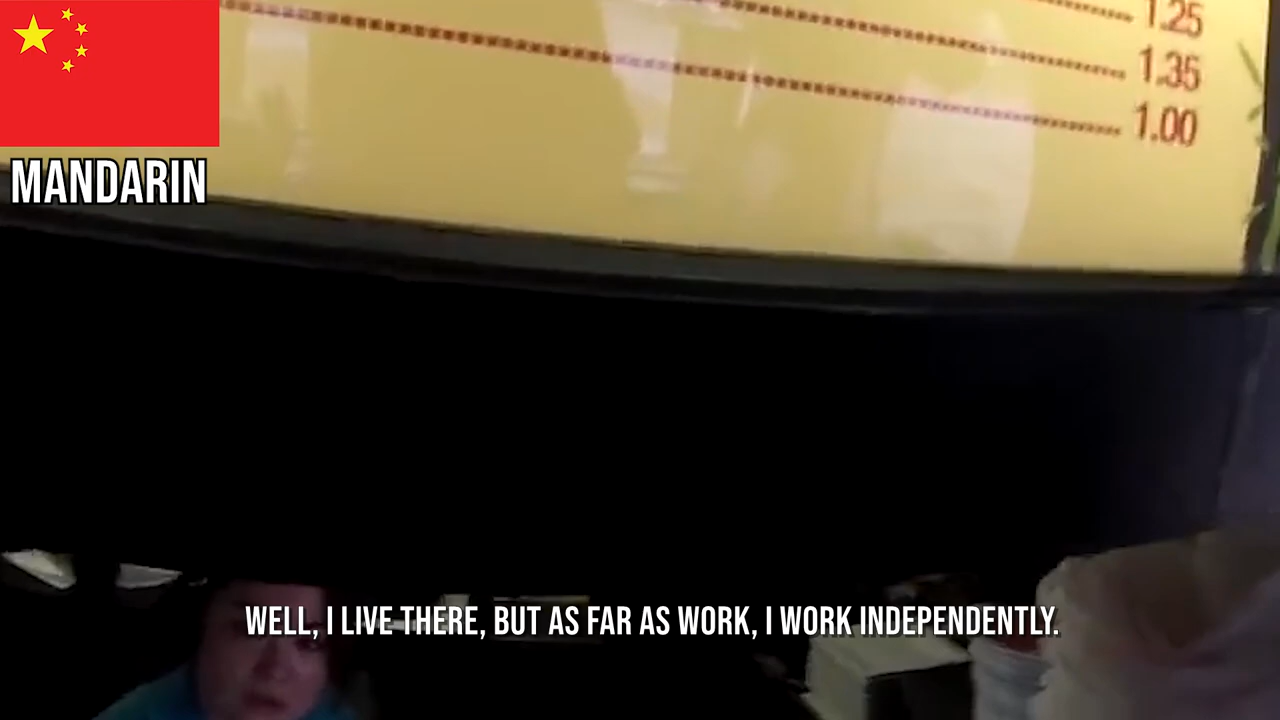 1.25
1.35
1.00
MANDARIN
WELL, I LIVE THERE, BUT AS FAR AS WORK, I WORK INDEPENDENTLY.